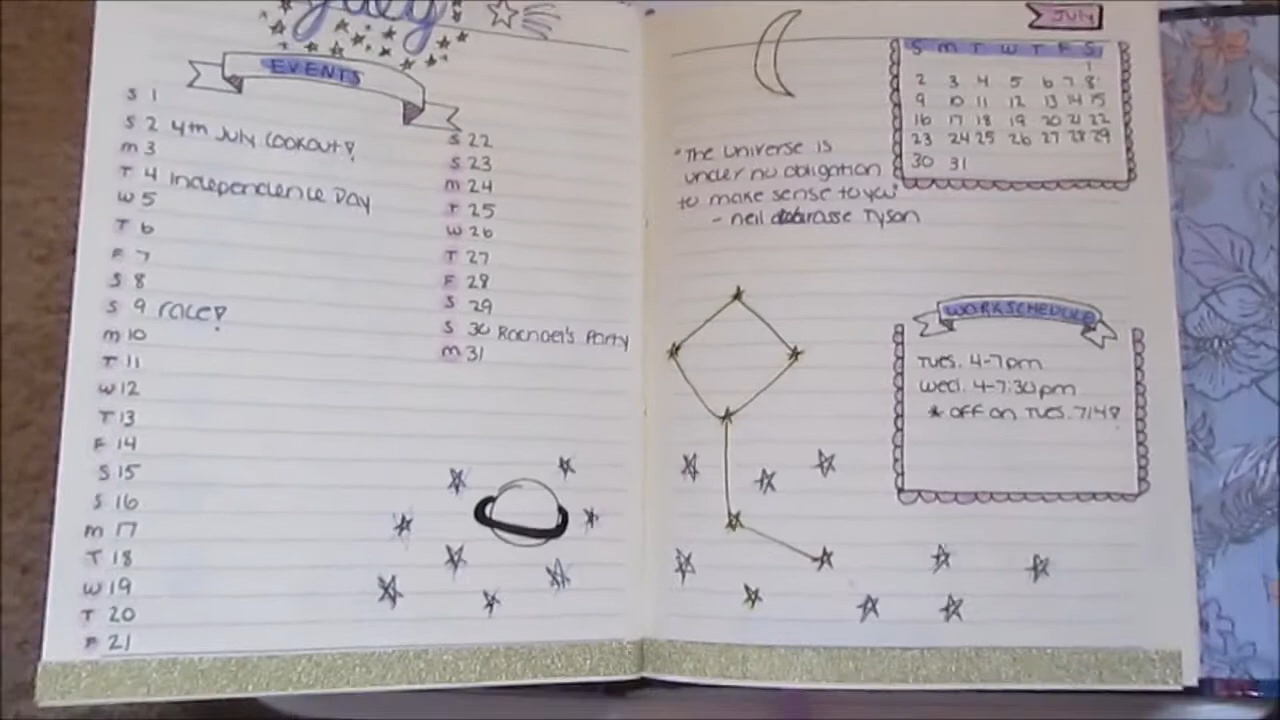 July!
EVENTS
S 1
S 2 4th July Cookout!
M 3
T 4 Independence Day
W 5
T 6
F 7
S 8
S 9 race!
M 10
T 11
W 12
T 13
F 14
S 15
S 16
M 17
T 18
W 19
T 20
F 21
S 22
S 23
M 24
T 25
W 26
T 27
F 28
S 29
S 30 Rachael's Party
M 31
JULY
S M T W T F S
1
2 3 4 5 6 7 8
9 10 11 12 13 14 15
16 17 18 19 20 21 22
23 24 25 26 27 28 29
30 31
"The Universe is
under no obligation
to make sense to you"
- neil Tyson
WORK SCHEDULE
Tues. 4-7pm
Wed. 4-7:30pm
* OFF on Tues. 7/4!